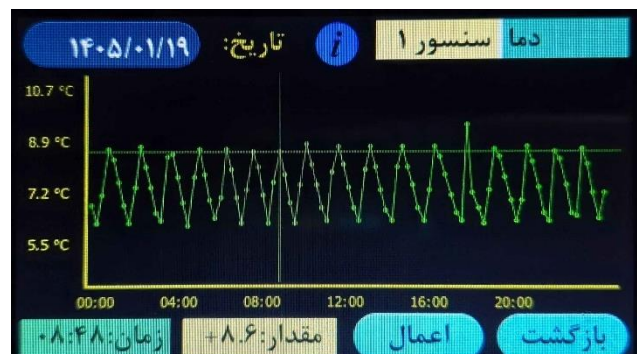 دما سنسور ۱ i تاریخ: ۱۴۰۵/۰۱/۱۹
10.7 °C
8.9 °C
7.2 °C
5.5 °C
00:00 04:00 08:00 12:00 16:00 20:00
بازگشت اعمال مقدار:۸.۶+ زمان:۰۸:۴۸